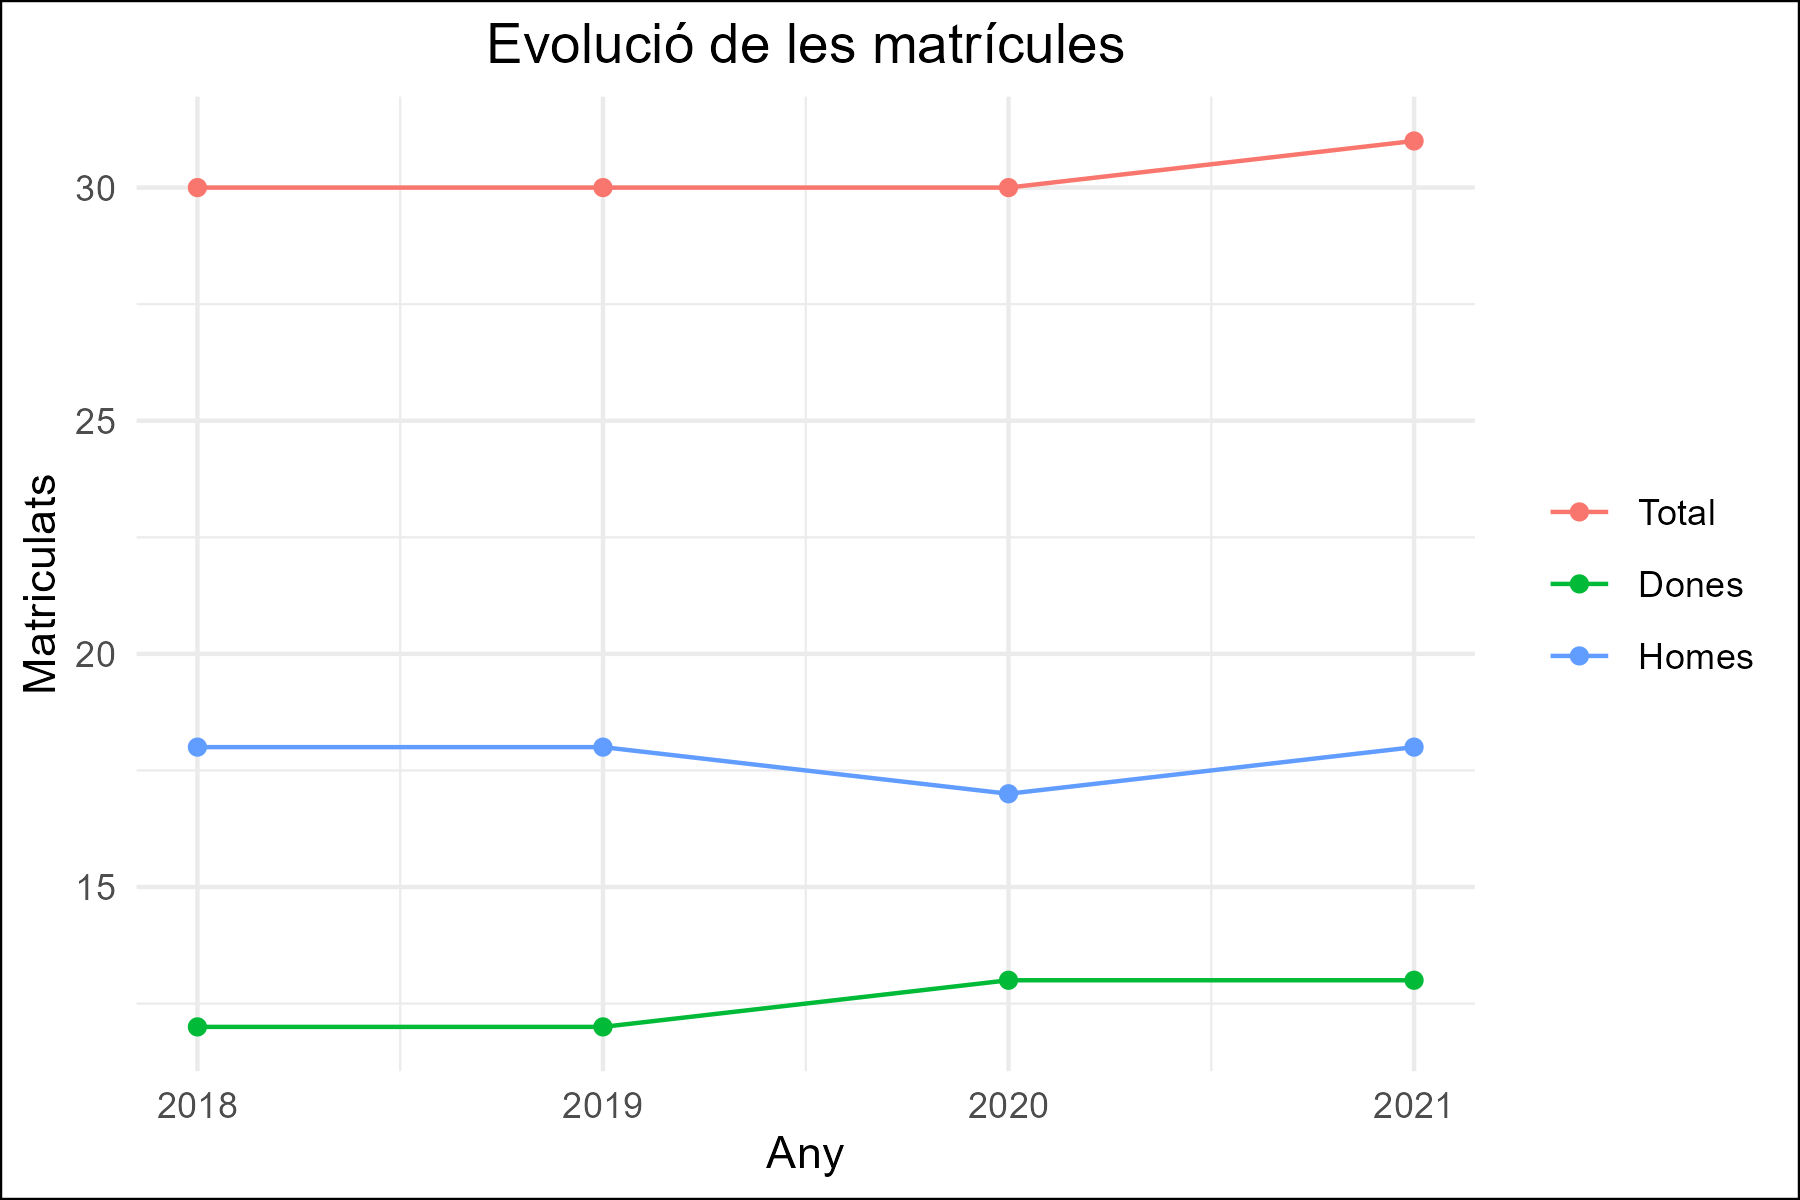 Evolució de les matrícules
30
25
20
15
Matriculats
2018 2019 2020 2021
Any
Total
Dones
Homes